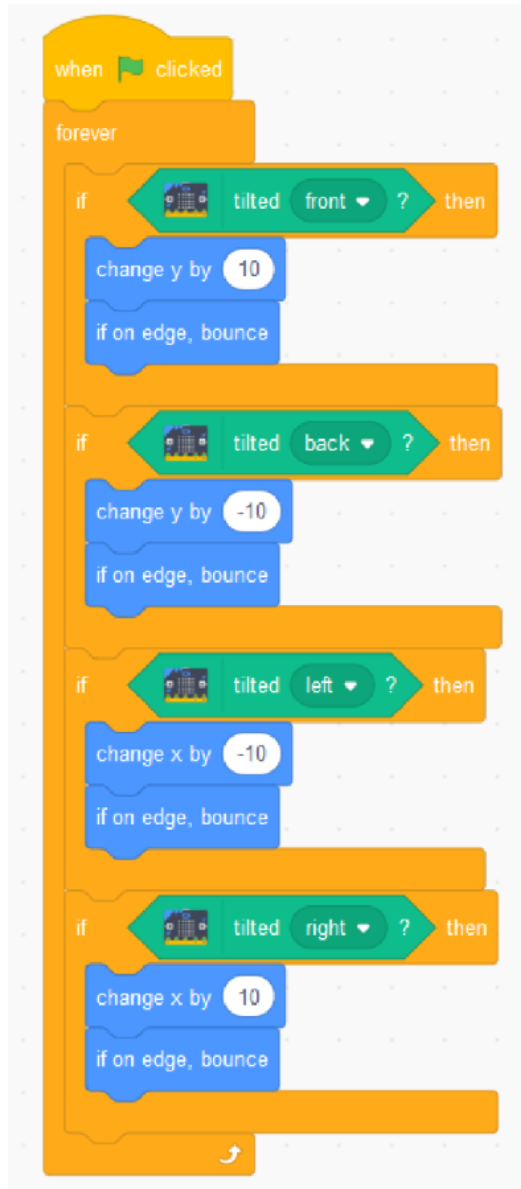 when clicked
forever
if tilted front ? then
change y by 10
if on edge, bounce
if tilted back ? then
change y by -10
if on edge, bounce
if tilted left ? then
change x by -10
if on edge, bounce
if tilted right ? then
change x by 10
if on edge, bounce